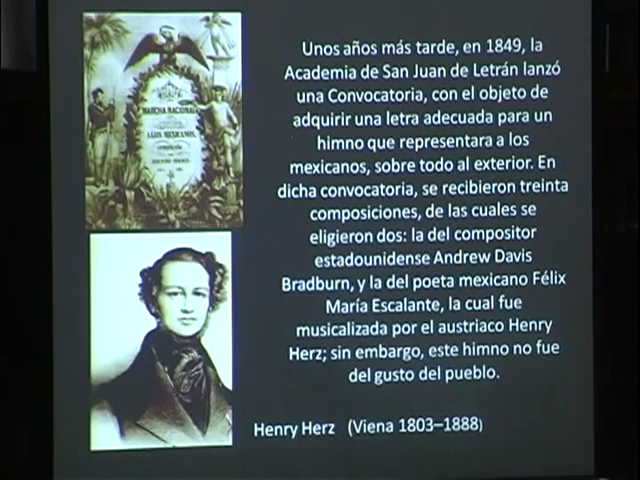 MARCHA NACIONAL
A LOS MEXICANOS,
Unos años más tarde, en 1849, la
Academia de San Juan de Letrán lanzó
una Convocatoria, con el objeto de
adquirir una letra adecuada para un
himno que representara a los
mexicanos, sobre todo al exterior. En
dicha convocatoria, se recibieron treinta
composiciones, de las cuales se
eligieron dos: la del compositor
estadounidense Andrew Davis
Bradburn, y la del poeta mexicano Félix
María Escalante, la cual fue
musicalizada por el austriaco Henry
Herz; sin embargo, este himno no fue
del gusto del pueblo.
Henry Herz (Viena 1803–1888)